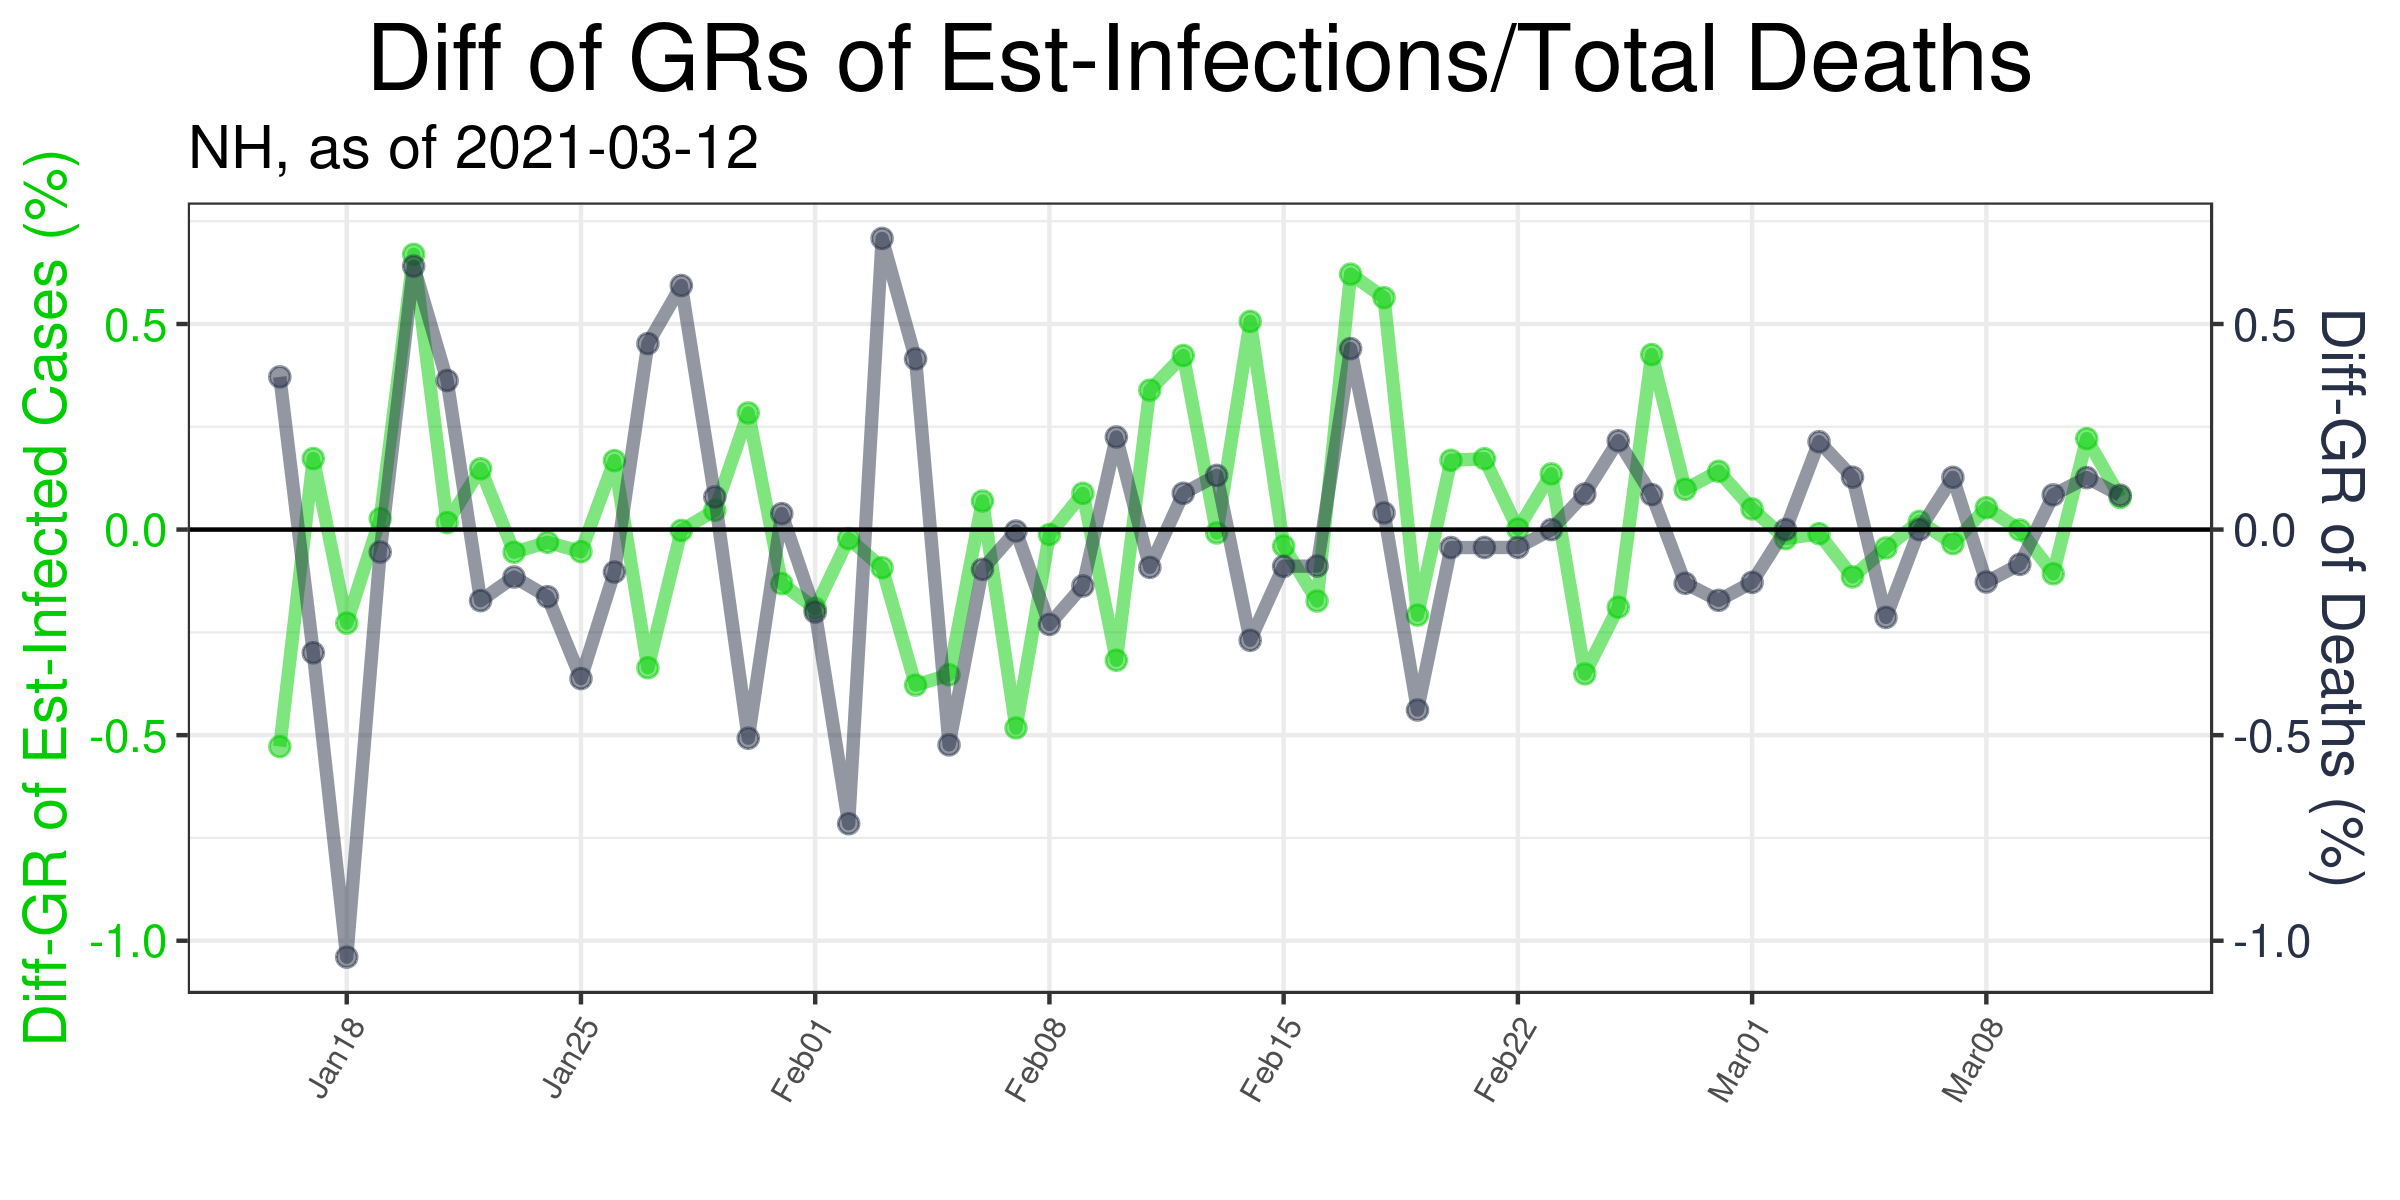 Diff of GRs of Est-Infections/Total Deaths
NH, as of 2021-03-12
Diff-GR of Est-Infected Cases (%)
0.5
0.0
-0.5
-1.0
0.5
0.0
-0.5
-1.0
Diff-GR of Deaths (%)
Jan18
Jan25
Feb01
Feb08
Feb15
Feb22
Mar01
Mar08